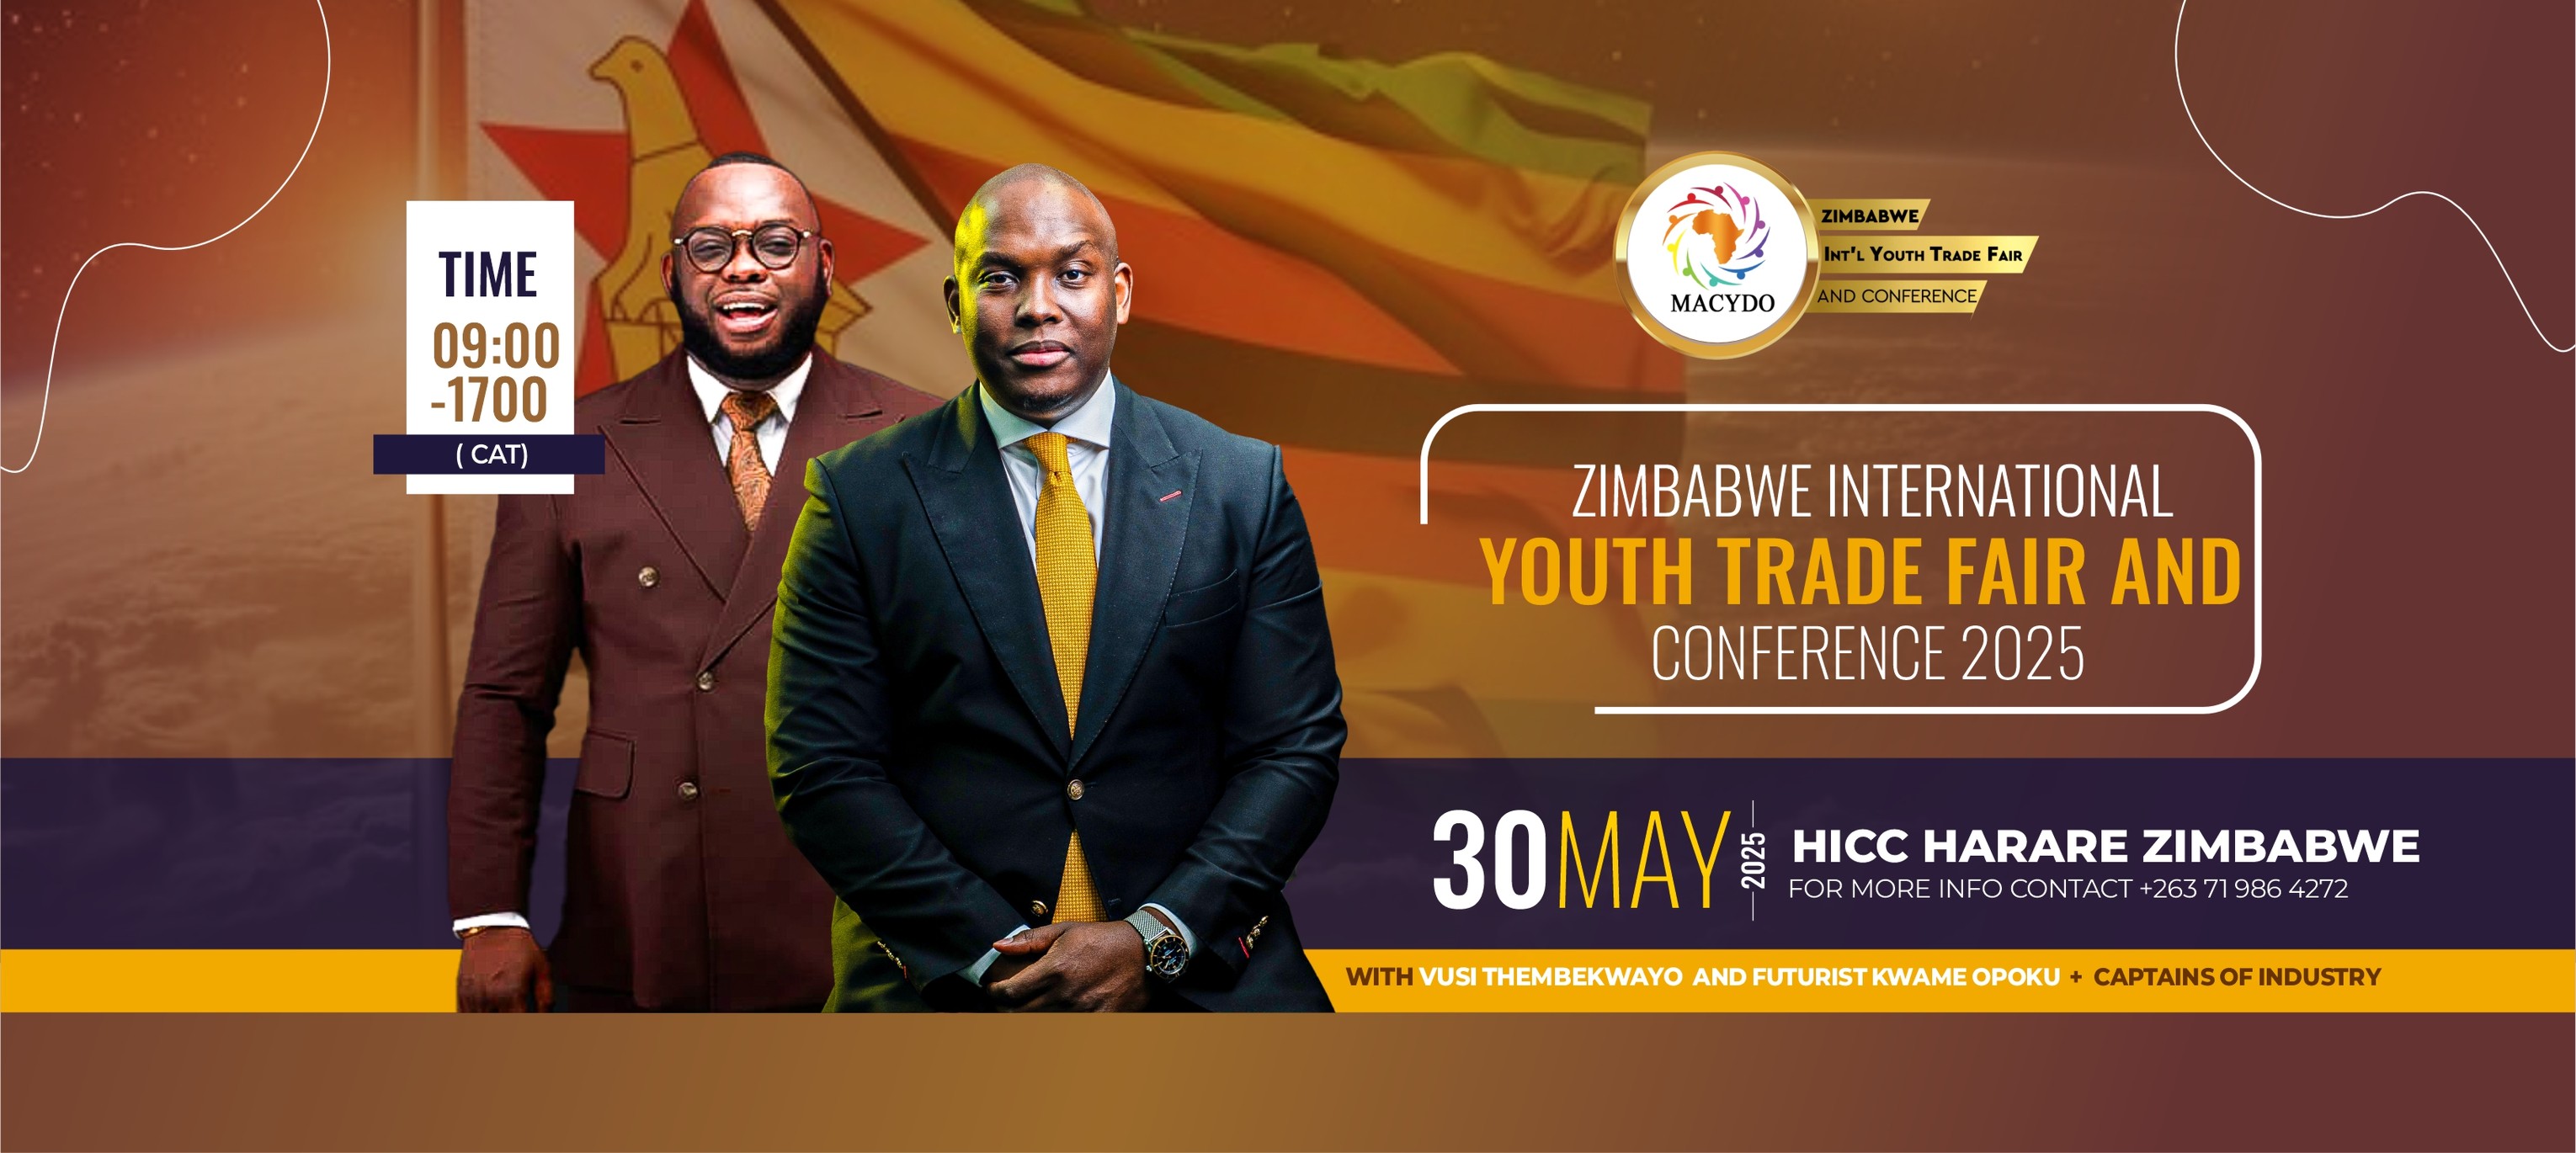 TIME
09:00
-1700
( CAT)
MACYDO
ZIMBABWE
INT'L YOUTH TRADE FAIR
AND CONFERENCE
ZIMBABWE INTERNATIONAL
YOUTH TRADE FAIR AND
CONFERENCE 2025
30 MAY 2025
HICC HARARE ZIMBABWE
FOR MORE INFO CONTACT +263 71 986 4272
WITH VUSI THEMBEKWAYO AND FUTURIST KWAME OPOKU + CAPTAINS OF INDUSTRY